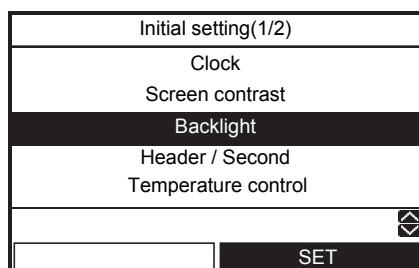 Initial setting(1/2)
Clock
Screen contrast
Backlight
Header / Second
Temperature control
SET